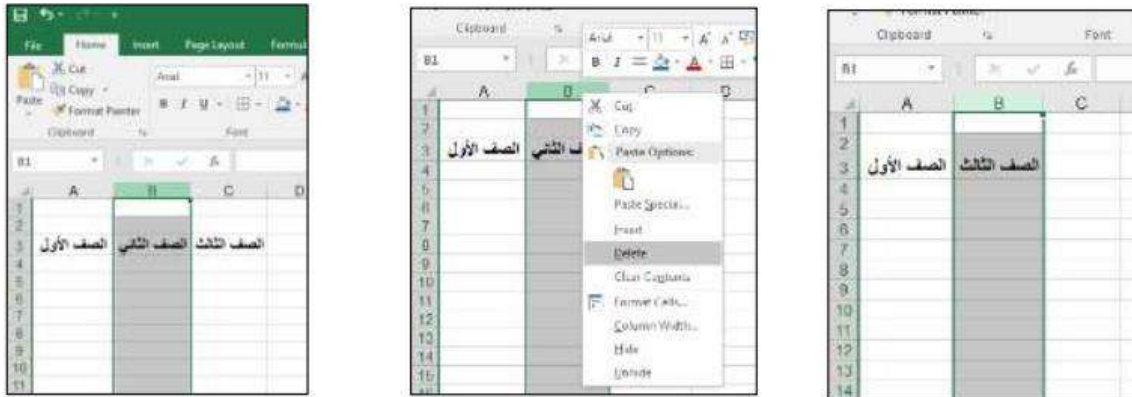 File Home Insert Page Layout Formul
Cut
Copy
Format Painter
Paste
Arial 11
B I U
Clipboard Font
B1 fx
A B C D
1
2
3 الصف الأول الصف الثاني الصف الثالث
4
5
6
7
8
9
10
11
Clipboard
Arial 11 A A
B I A
B1
A B C D
1
2
3 الصف الأول ف الثاني
4
5
6
7
8
9
10
11
12
13
14
15
Cut
Copy
Paste Options:
Paste Special...
Insert
Delete
Clear Contents
Format Cells...
Column Width...
Hide
Unhide
Clipboard Font
B1 fx
A B C
1
2
3 الصف الأول الصف الثالث
4
5
6
7
8
9
10
11
12
13
14